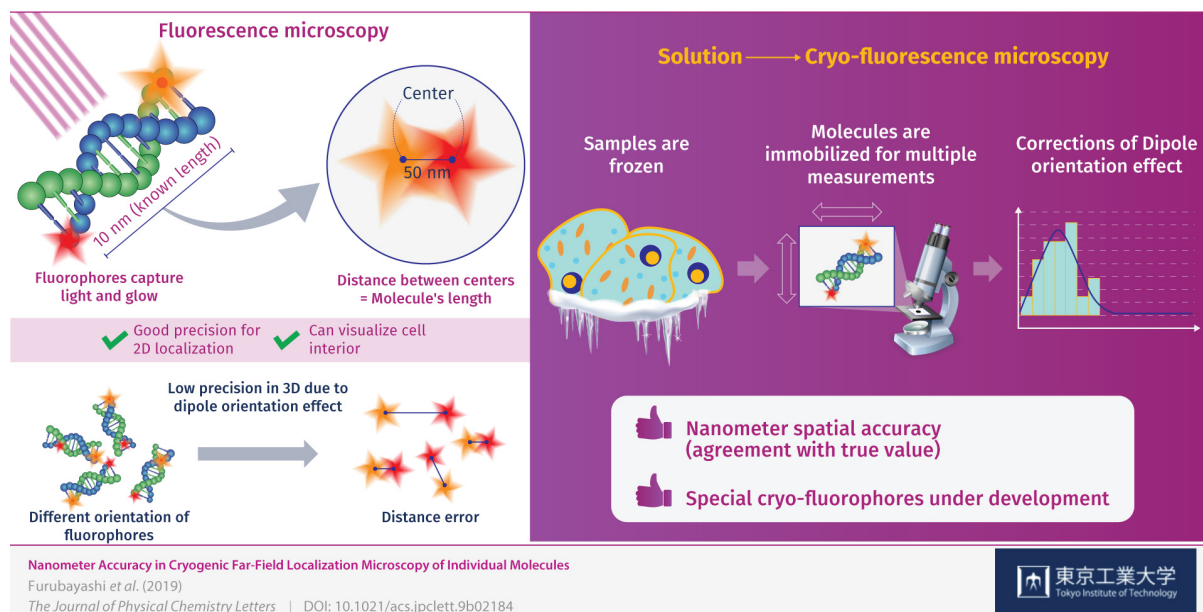 Fluorescence microscopy
10 nm (known length)
Center
50 nm
Fluorophores capture
light and glow
Distance between centers
= Molecule's length
Good precision for
2D localization
Can visualize cell
interior
Low precision in 3D due to
dipole orientation effect
Different orientation of
fluorophores
Distance error
Solution
Cryo-fluorescence microscopy
Samples are
frozen
Molecules are
immobilized for multiple
measurements
Corrections of Dipole
orientation effect
Nanometer spatial accuracy
(agreement with true value)
Special cryo-fluorophores under development
Nanometer Accuracy in Cryogenic Far-Field Localization Microscopy of Individual Molecules
Furubayashi et al. (2019)
The Journal of Physical Chemistry Letters | DOI: 10.1021/acs.jpclett.9b02184
東京工業大学
Tokyo Institute of Technology